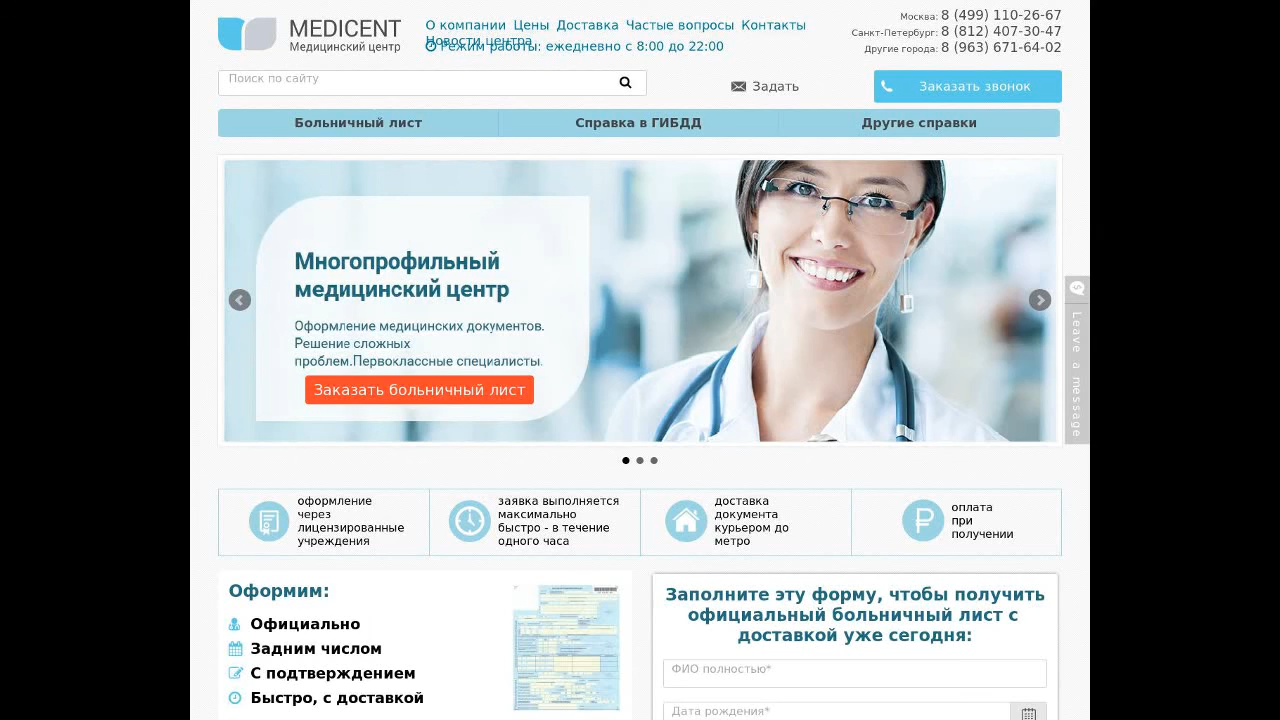 MEDICENT
Медицинский центр
О компании Цены Доставка Частые вопросы Контакты
Новости центра
Режим работы: ежедневно с 8:00 до 22:00
Москва: 8 (499) 110-26-67
Санкт-Петербург: 8 (812) 407-30-47
Другие города: 8 (963) 671-64-02
Поиск по сайту
Задать
Заказать звонок
Больничный лист
Справка в ГИБДД
Другие справки
Многопрофильный
медицинский центр
Оформление медицинских документов.
Решение сложных
проблем.Первоклассные специалисты.
Заказать больничный лист
Leave a message
оформление
через
лицензированные
учреждения
заявка выполняется
максимально
быстро - в течение
одного часа
доставка
документа
курьером до
метро
оплата
при
получении
Оформим:
Официально
Задним числом
С подтверждением
Быстро, с доставкой
Заполните эту форму, чтобы получить
официальный больничный лист с
доставкой уже сегодня:
ФИО полностью*
Дата рождения*